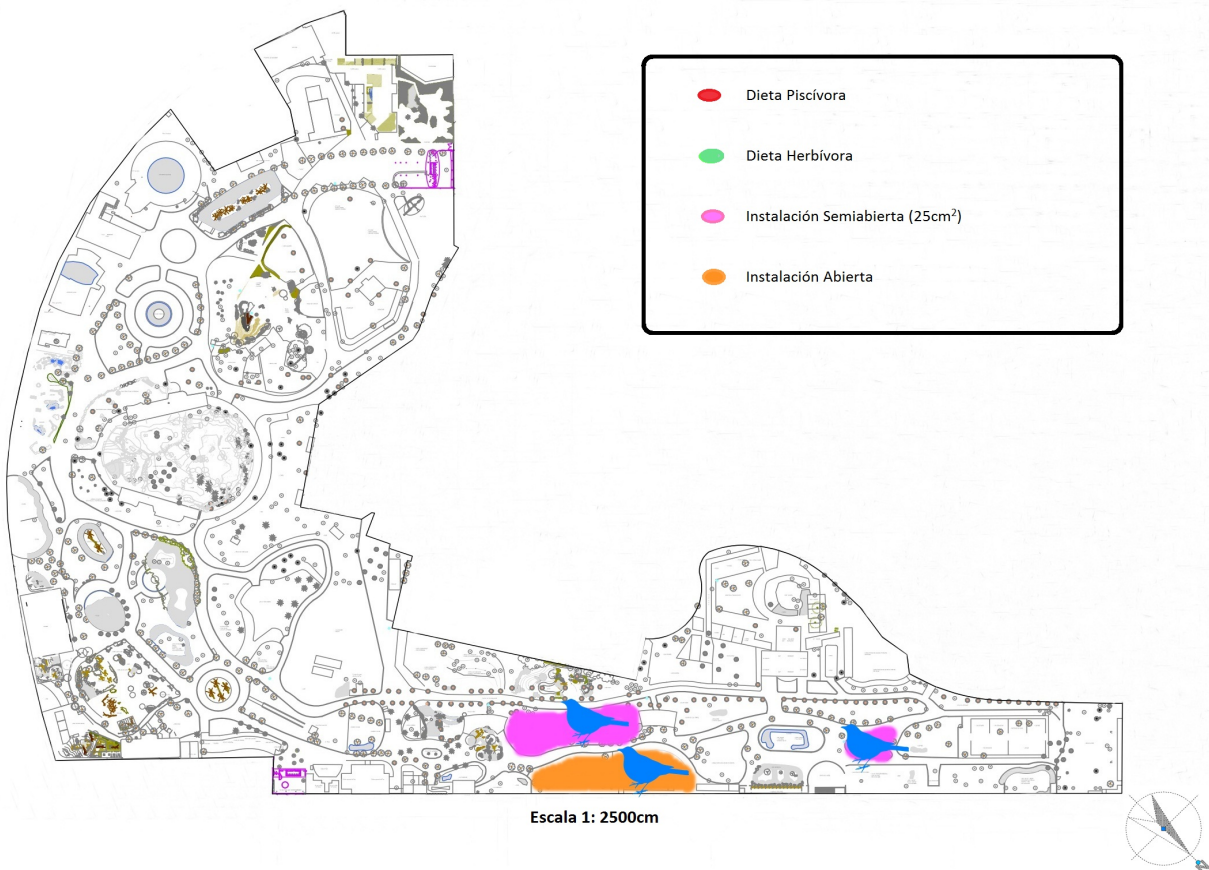 Dieta Piscívora
Dieta Herbívora
Instalación Semiabierta (25cm²)
Instalación Abierta
Escala 1: 2500cm